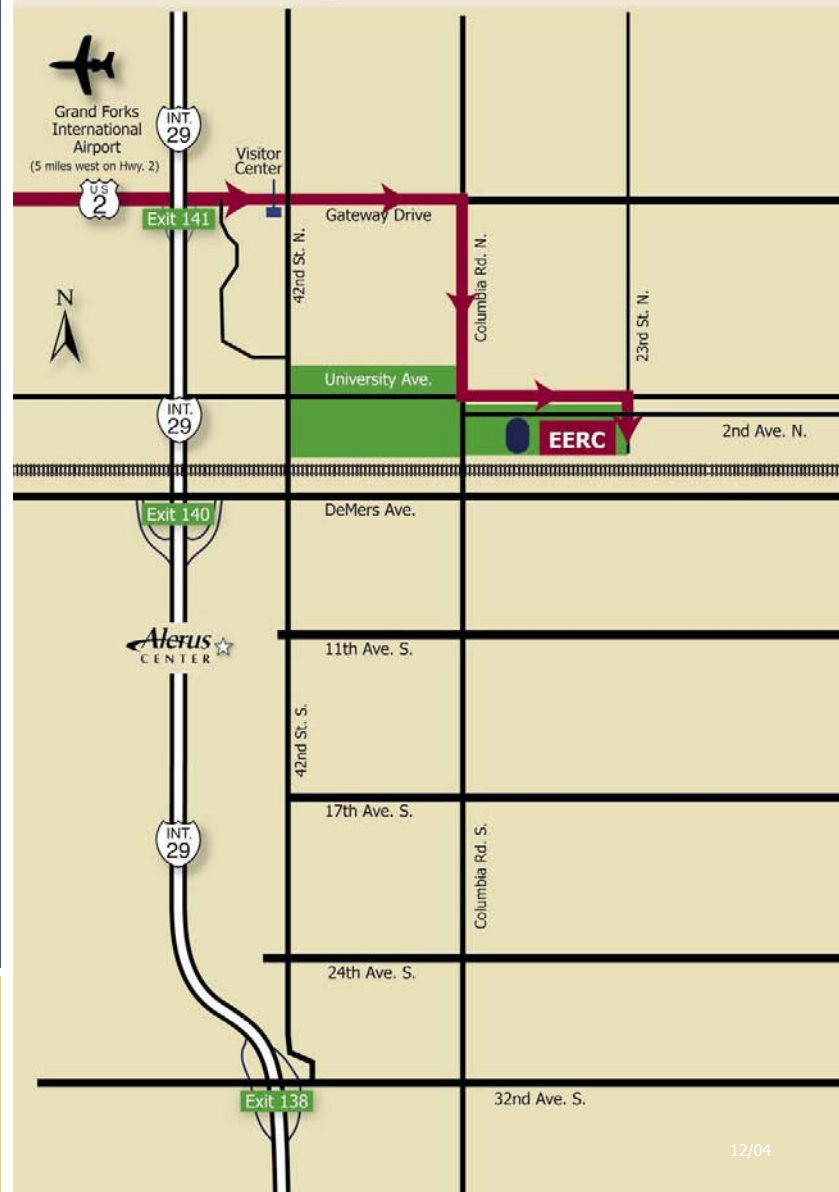 INT.
29
Grand Forks
International
Airport
(5 miles west on Hwy. 2)
Visitor
Center
US
2
Exit 141
Gateway Drive
42nd St. N.
Columbia Rd. N.
23rd St. N.
N
University Ave.
INT.
29
EERC
2nd Ave. N.
Exit 140
DeMers Ave.
Alerus
CENTER
11th Ave. S.
42nd St. S.
17th Ave. S.
INT.
29
Columbia Rd. S.
24th Ave. S.
Exit 138
32nd Ave. S.
12/04